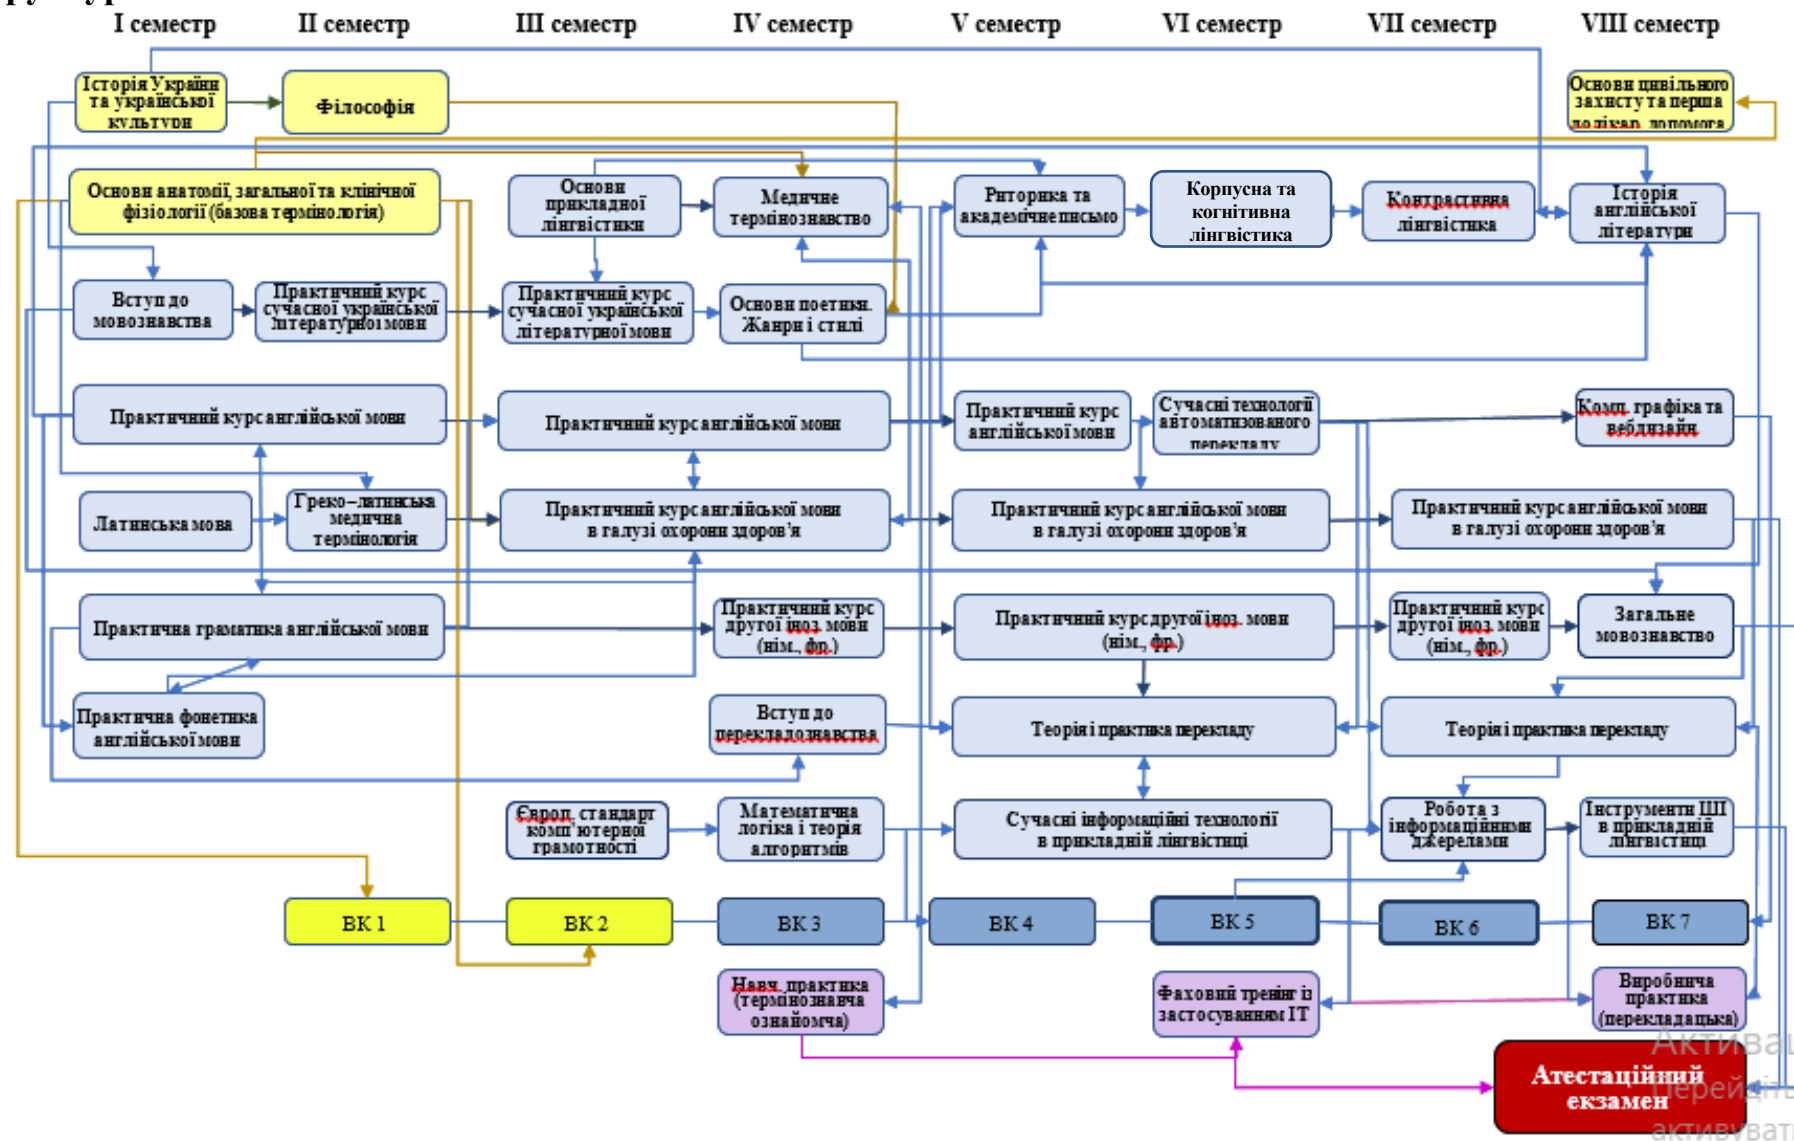 І семестр
ІІ семестр
ІІІ семестр
IV семестр
V семестр
VI семестр
VII семестр
VIII семестр
Історія України
та української
культури
Філософія
Основи цивільного
захисту та перша
долікар. допомога
Основи анатомії, загальної та клінічної
фізіології (базова термінологія)
Основи
прикладної
лінгвістики
Медичне
термінознавство
Риторика та
академічне письмо
Корпусна та
когнітивна
лінгвістика
Контрастивна
лінгвістика
Історія
англійської
літератури
Вступ до
мовознавства
Практичний курс
сучасної української
літературної мови
Практичний курс
сучасної української
літературної мови
Основи поетики.
Жанри і стилі
Практичний курс англійської мови
Практичний курс англійської мови
Практичний курс
англійської мови
Сучасні технології
автоматизованого
перекладу
Комп. графіка та
вебдизайн
Латинська мова
Греко–латинська
медична
термінологія
Практичний курс англійської мови
в галузі охорони здоров'я
Практичний курс англійської мови
в галузі охорони здоров'я
Практичний курс англійської мови
в галузі охорони здоров'я
Практична граматика англійської мови
Практичний курс
другої іноз. мови
(нім., фр.)
Практичний курс другої іноз. мови
(нім., фр.)
Практичний курс
другої іноз. мови
(нім., фр.)
Загальне
мовознавство
Практична фонетика
англійської мови
Вступ до
перекладознавства
Теорія і практика перекладу
Теорія і практика перекладу
Європ. стандарт
комп'ютерної
грамотності
Математична
логіка і теорія
алгоритмів
Сучасні інформаційні технології
в прикладній лінгвістиці
Робота з
інформаційними
джерелами
Інструменти ШІ
в прикладній
лінгвістиці
ВК 1
ВК 2
ВК 3
ВК 4
ВК 5
ВК 6
ВК 7
Навч. практика
(термінознавча
ознайомча)
Фаховий тренінг із
застосуванням ІТ
Виробнича
практика
(перекладацька)
Атестаційний
екзамен